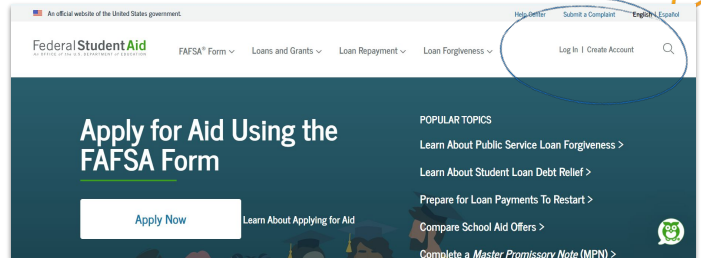 An official website of the United States government.
Help Center Submit a Complaint English | Español
Federal Student Aid
An OFFICE of the U.S. DEPARTMENT of EDUCATION
FAFSA® Form Loans and Grants Loan Repayment Loan Forgiveness Log In | Create Account
Apply for Aid Using the
FAFSA Form
Apply Now
Learn About Applying for Aid
POPULAR TOPICS
Learn About Public Service Loan Forgiveness >
Learn About Student Loan Debt Relief >
Prepare for Loan Payments To Restart >
Compare School Aid Offers >
Complete a Master Promissory Note (MPN) >